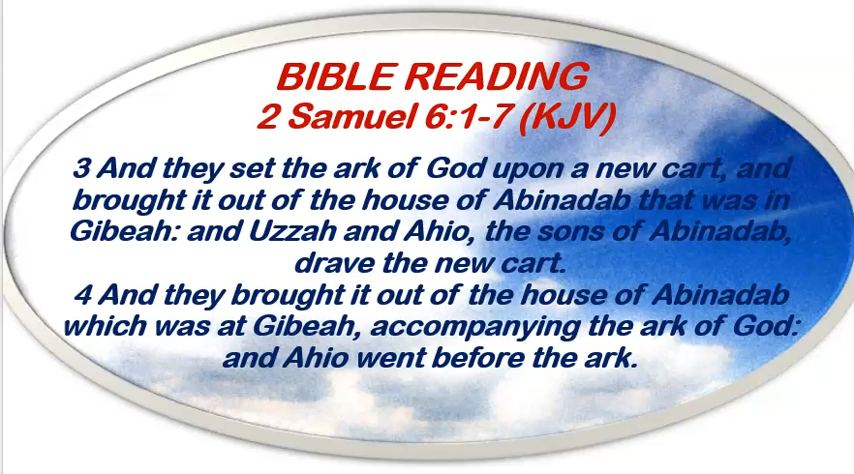 BIBLE READING
2 Samuel 6:1-7 (KJV)
3 And they set the ark of God upon a new cart, and
brought it out of the house of Abinadab that was in
Gibeah: and Uzzah and Ahio, the sons of Abinadab,
drave the new cart.
4 And they brought it out of the house of Abinadab
which was at Gibeah, accompanying the ark of God:
and Ahio went before the ark.